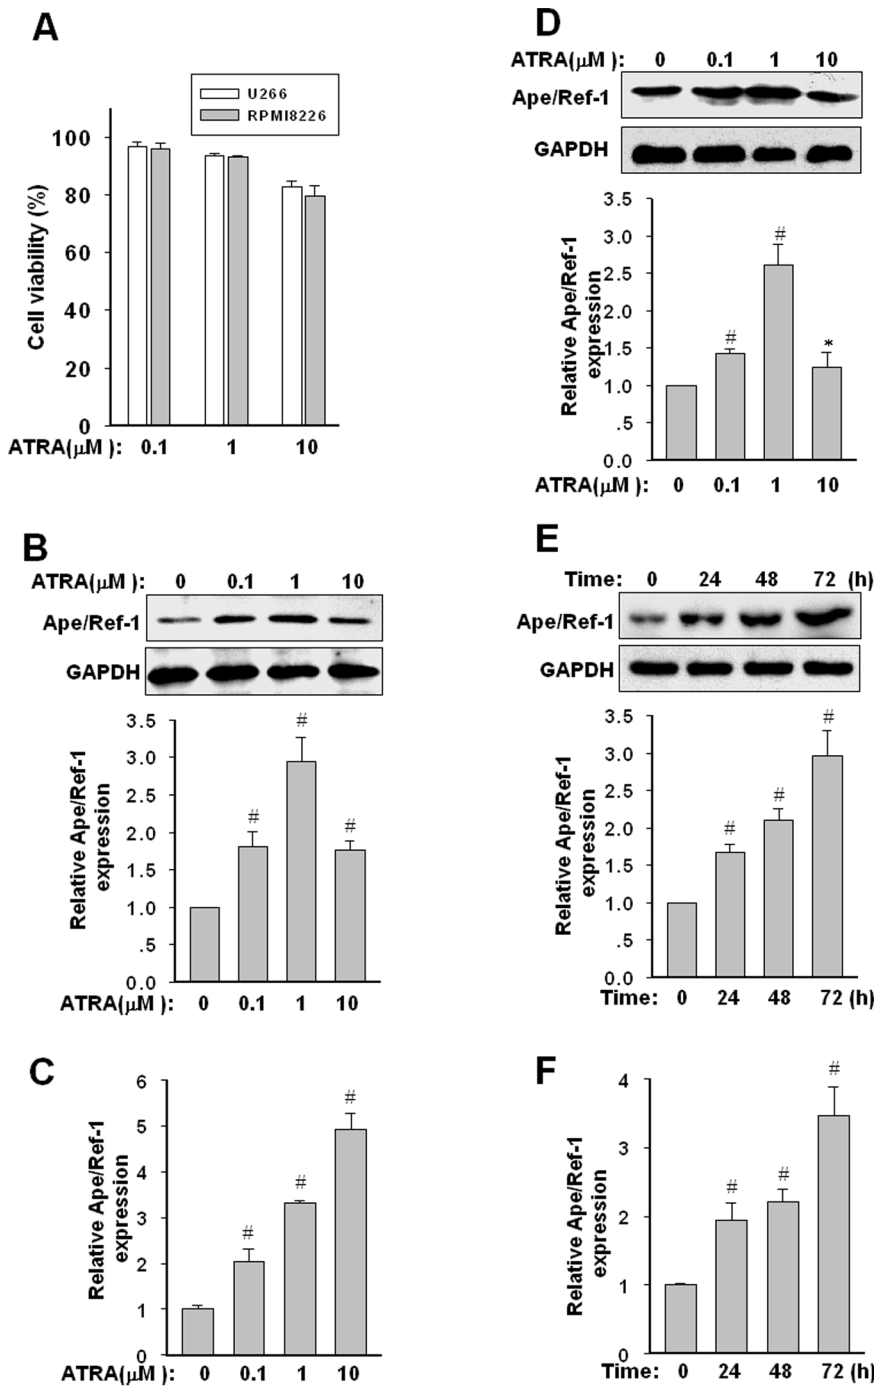 A
U266
RPMI8226
Cell viability (%)
100
80
60
40
20
0
ATRA(μM ): 0.1 1 10
B
ATRA(μM ): 0 0.1 1 10
Ape/Ref-1
GAPDH
Relative Ape/Ref-1
expression
3.5
3.0
2.5
2.0
1.5
1.0
.5
0.0
# # #
ATRA(μM ): 0 0.1 1 10
C
Relative Ape/Ref-1
expression
6
5
4
3
2
1
0
# # #
ATRA(μM ): 0 0.1 1 10
D
ATRA(μM ): 0 0.1 1 10
Ape/Ref-1
GAPDH
Relative Ape/Ref-1
expression
3.5
3.0
2.5
2.0
1.5
1.0
.5
0.0
# # *
ATRA(μM ): 0 0.1 1 10
E
Time: 0 24 48 72 (h)
Ape/Ref-1
GAPDH
Relative Ape/Ref-1
expression
3.5
3.0
2.5
2.0
1.5
1.0
.5
0.0
# # #
Time: 0 24 48 72 (h)
F
Relative Ape/Ref-1
expression
4
3
2
1
0
# # #
Time: 0 24 48 72 (h)